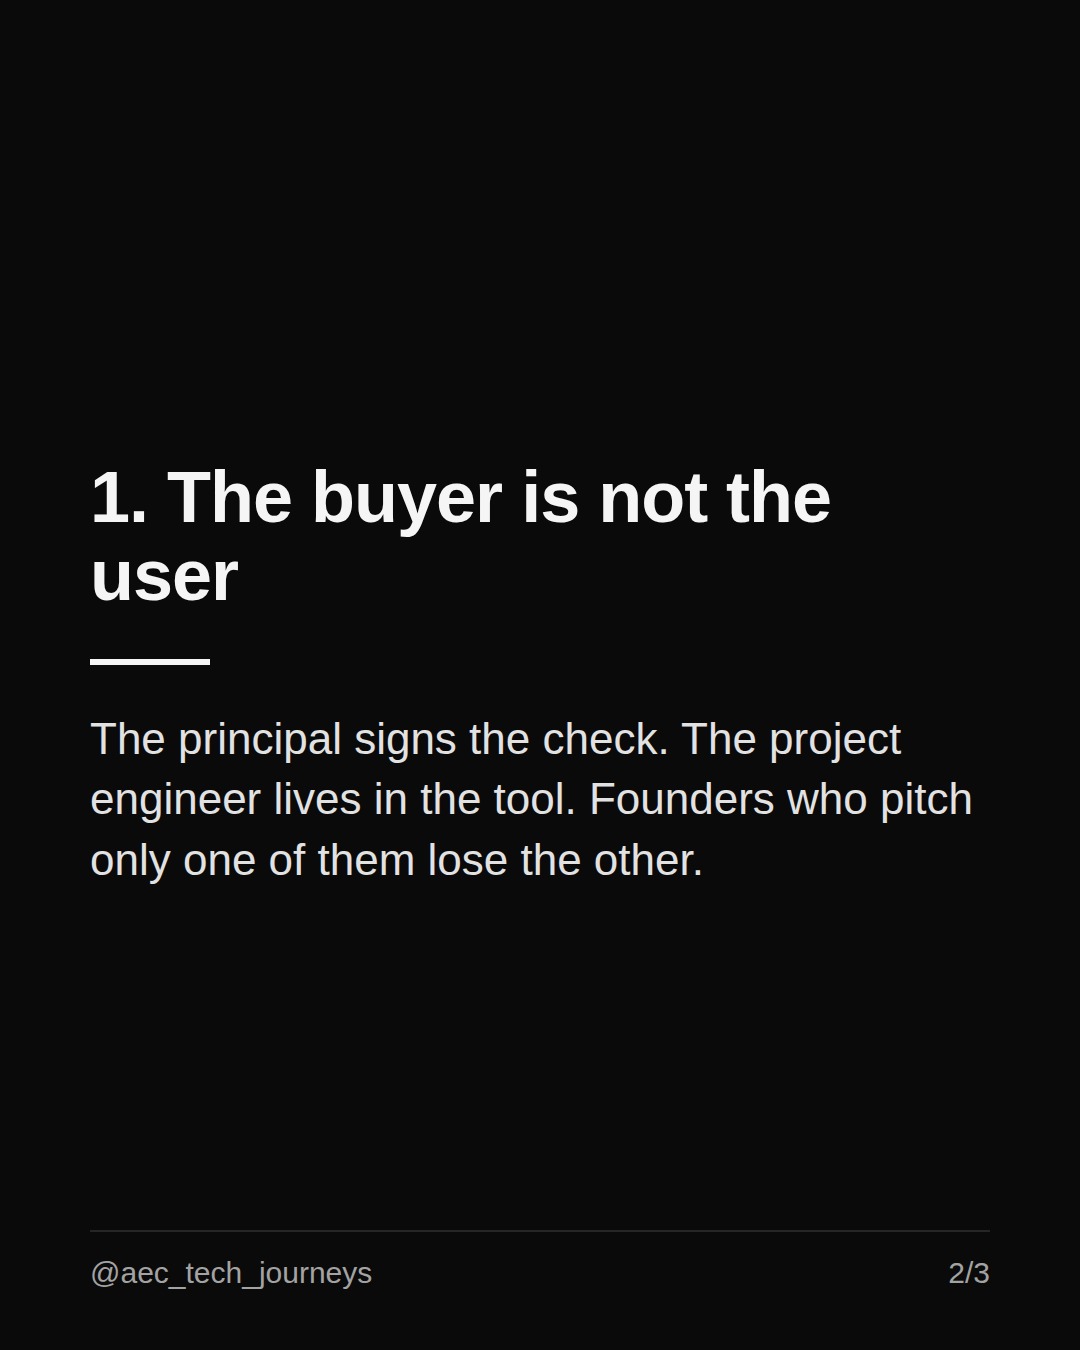 1. The buyer is not the
user
The principal signs the check. The project
engineer lives in the tool. Founders who pitch
only one of them lose the other.
@aec_tech_journeys
2/3